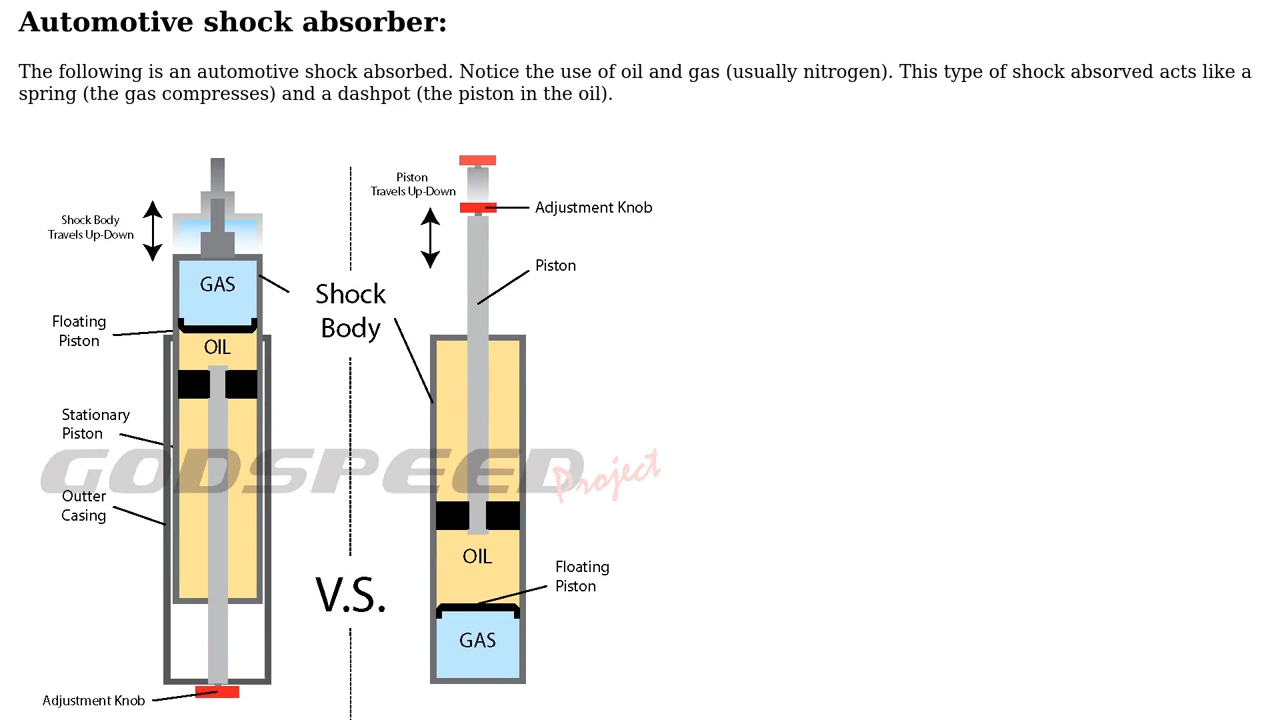 Automotive shock absorber:
The following is an automotive shock absorbed. Notice the use of oil and gas (usually nitrogen). This type of shock absorved acts like a
spring (the gas compresses) and a dashpot (the piston in the oil).
Shock Body
Travels Up-Down
GAS
Floating
Piston
OIL
Stationary
Piston
Outter
Casing
Adjustment Knob
Shock
Body
V.S.
Piston
Travels Up-Down
Adjustment Knob
Piston
OIL
Floating
Piston
GAS
GODSPEED
Project